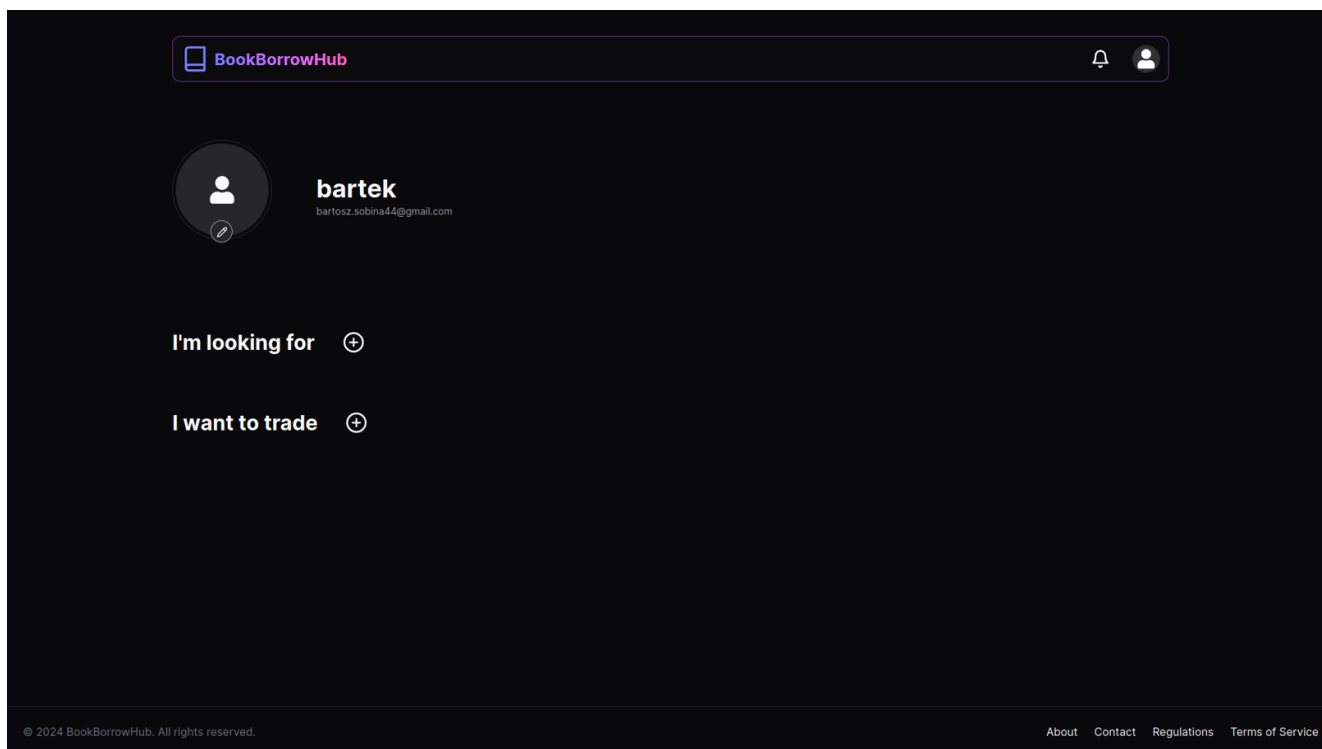 BookBorrowHub
bartek
bartosz.sobina44@gmail.com
I'm looking for
I want to trade
© 2024 BookBorrowHub. All rights reserved.
About Contact Regulations Terms of Service